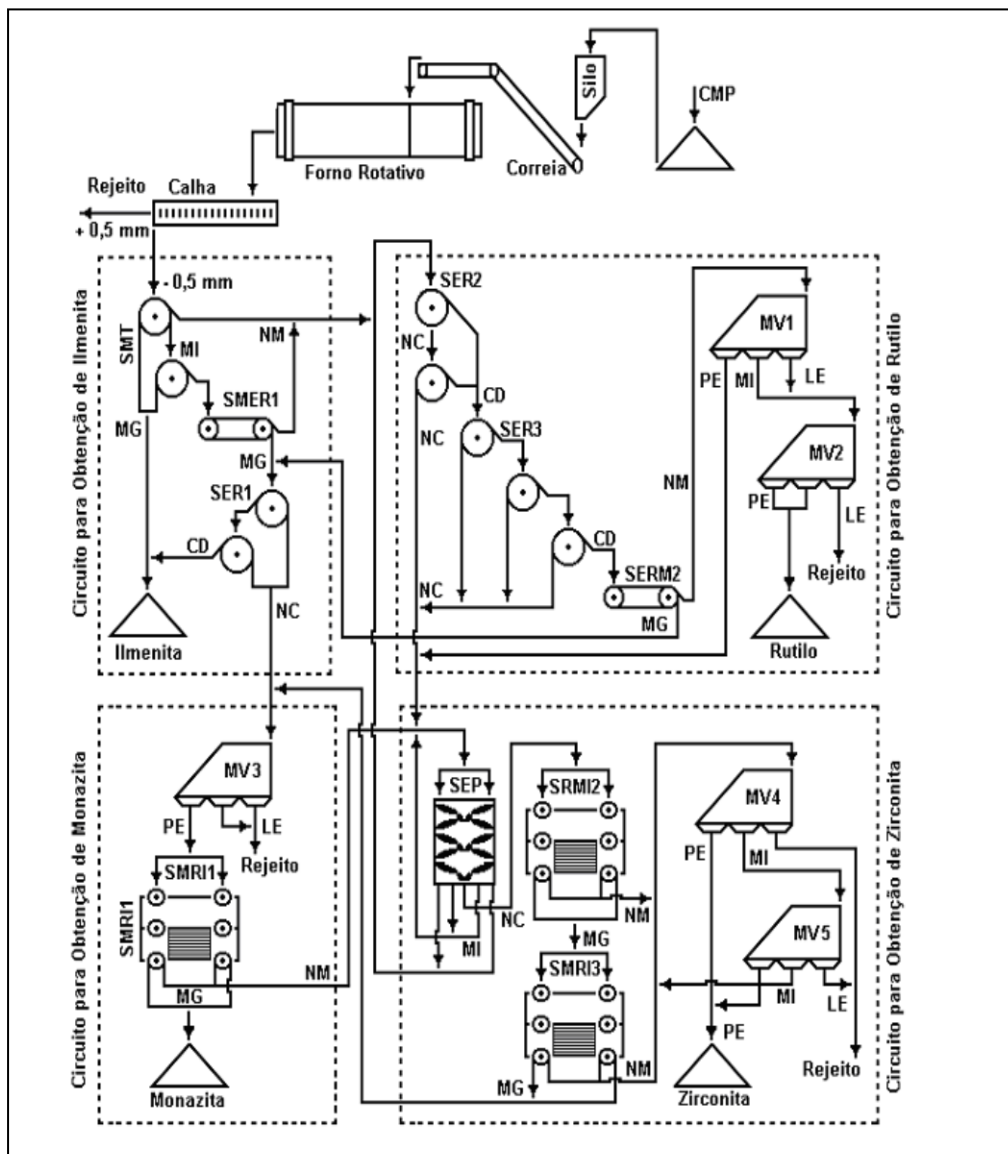 CMP
Silo
Correia
Forno Rotativo
Rejeito
Calha
+ 0,5 mm
Circuito para Obtenção de Ilmenita
- 0,5 mm
SMT
MI
NM
SMER1
MG
MG
SER1
CD
NC
Ilmenita
SER2
NC
CD
NC
SER3
CD
NC
SERM2
MG
NM
MV1
PE
MI
LE
MV2
PE
LE
Rejeito
Rutilo
Circuito para Obtenção de Rutilo
Circuito para Obtenção de Monazita
MV3
PE
LE
Rejeito
SMRI1
SMRI1
NM
MG
Monazita
SEP
NC
MI
SRMI2
NM
MG
SMRI3
NM
MG
MV4
PE
MI
MV5
MI
LE
PE
Rejeito
Zirconita
Circuito para Obtenção de Zirconita